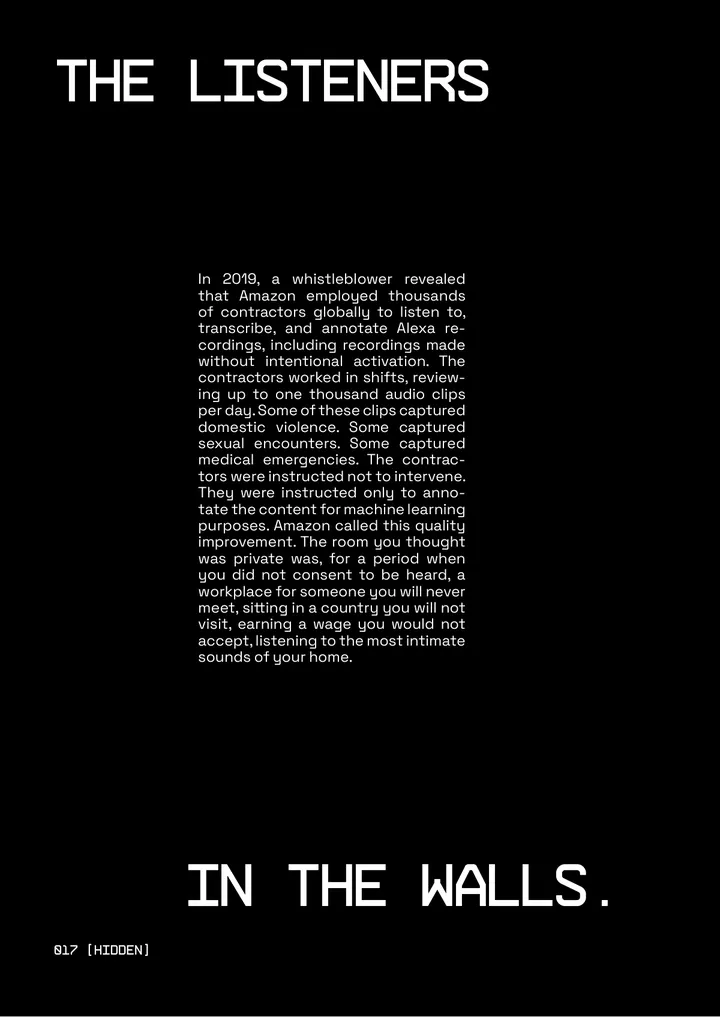 THE LISTENERS
In 2019, a whistleblower revealed
that Amazon employed thousands
of contractors globally to listen to,
transcribe, and annotate Alexa re-
cordings, including recordings made
without intentional activation. The
contractors worked in shifts, review-
ing up to one thousand audio clips
per day. Some of these clips captured
domestic violence. Some captured
sexual encounters. Some captured
medical emergencies. The contrac-
tors were instructed not to intervene.
They were instructed only to anno-
tate the content for machine learning
purposes. Amazon called this quality
improvement. The room you thought
was private was, for a period when
you did not consent to be heard, a
workplace for someone you will never
meet, sitting in a country you will not
visit, earning a wage you would not
accept, listening to the most intimate
sounds of your home.
IN THE WALLS.
017 [HIDDEN]